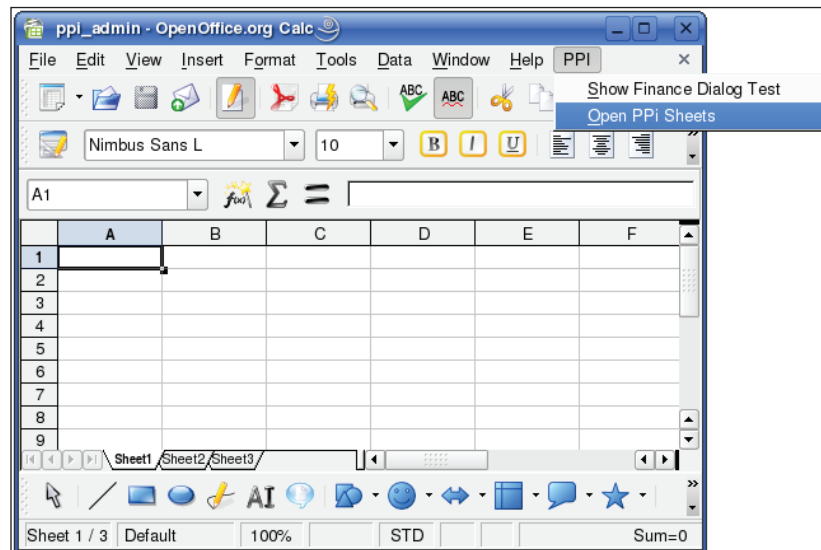 ppi_admin - OpenOffice.org Calc
File Edit View Insert Format Tools Data Window Help PPI
Show Finance Dialog Test
Open PPi Sheets
ABC ABC
Nimbus Sans L 10 B I U
A1 f(x) Σ =
A B C D E F
1
2
3
4
5
6
7
8
9
Sheet1 Sheet2 Sheet3
AI
Sheet 1 / 3 Default 100% STD Sum=0